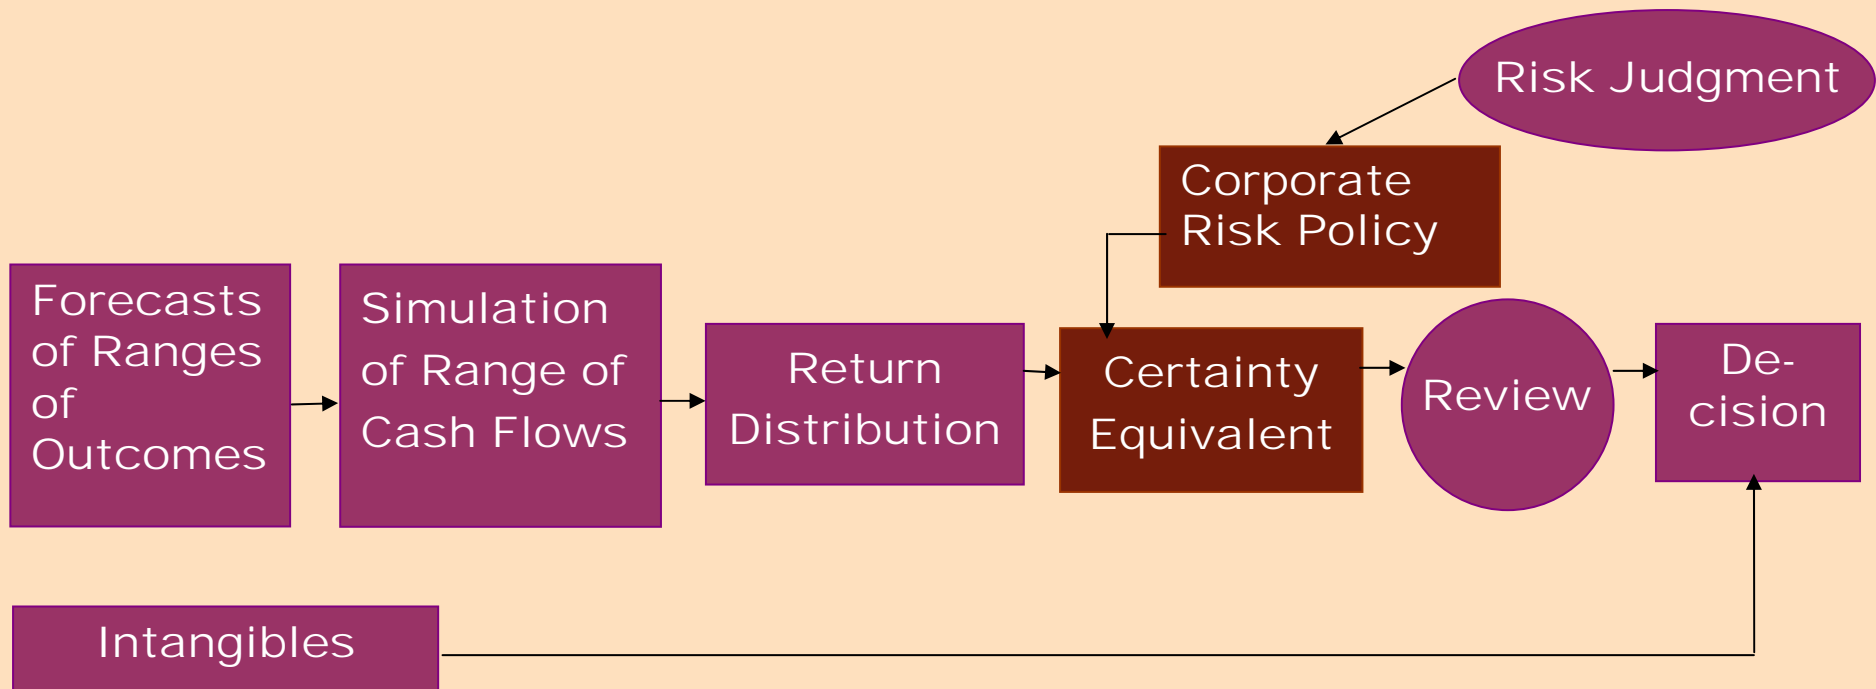 Risk Judgment
Corporate
Risk Policy
Forecasts
of Ranges
of
Outcomes
Simulation
of Range of
Cash Flows
Return
Distribution
Certainty
Equivalent
Review
De-
cision
Intangibles